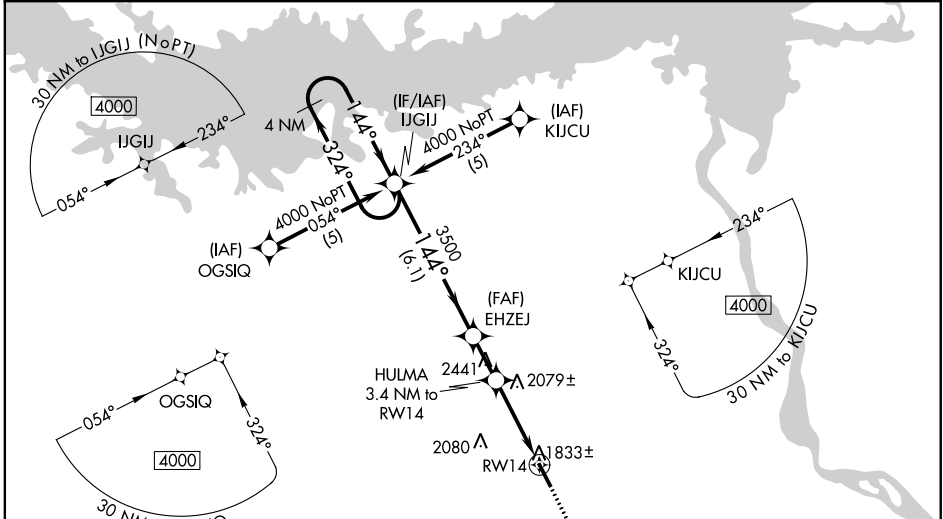 30 NM to IJGIJ (NoPT)
4000
IJGIJ
234°
054°
4 NM
144°
324°
(IF/IAF)
IJGIJ
(IAF)
KIJCU
4000 NoPT
234°
(5)
4000 NoPT
054°
(5)
(IAF)
OGSIQ
3500
144°
(6.1)
(FAF)
EHZEJ
HULMA
3.4 NM to
RW14
2441
2079±
2080
1833±
RW14
234°
KIJCU
4000
324°
30 NM to KIJCU
054°
OGSIQ
324°
4000
30 NM